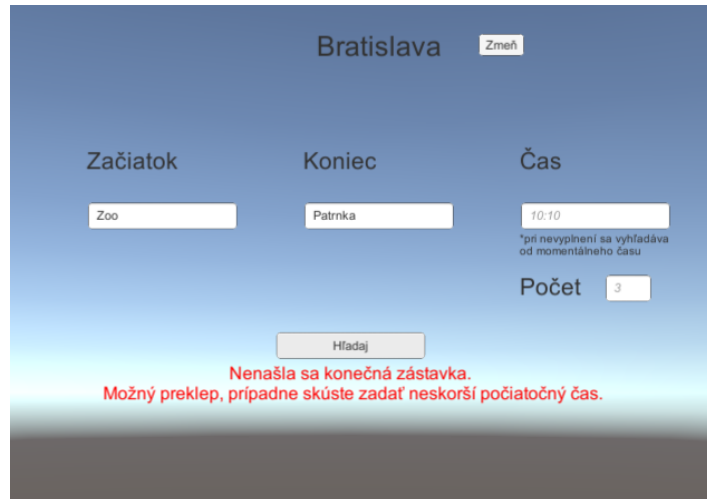 Bratislava Zmeň
Začiatok Koniec Čas
Zoo Patrnka 10:10
*pri nevyplnení sa vyhľadáva
od momentálneho času
Počet 3
Hľadaj
Nenašla sa konečná zástavka.
Možný preklep, prípadne skúste zadať neskorší počiatočný čas.